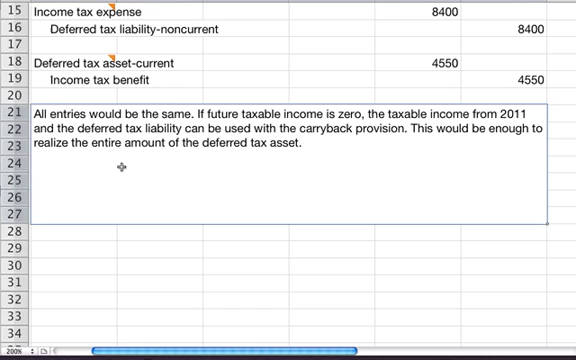 15 Income tax expense 8400
16 Deferred tax liability-noncurrent 8400
17
18 Deferred tax asset-current 4550
19 Income tax benefit 4550
20
21 All entries would be the same. If future taxable income is zero, the taxable income from 2011
22 and the deferred tax liability can be used with the carryback provision. This would be enough to
23 realize the entire amount of the deferred tax asset.
24
25
26
27
28
29
30
31
32
33
34
200%